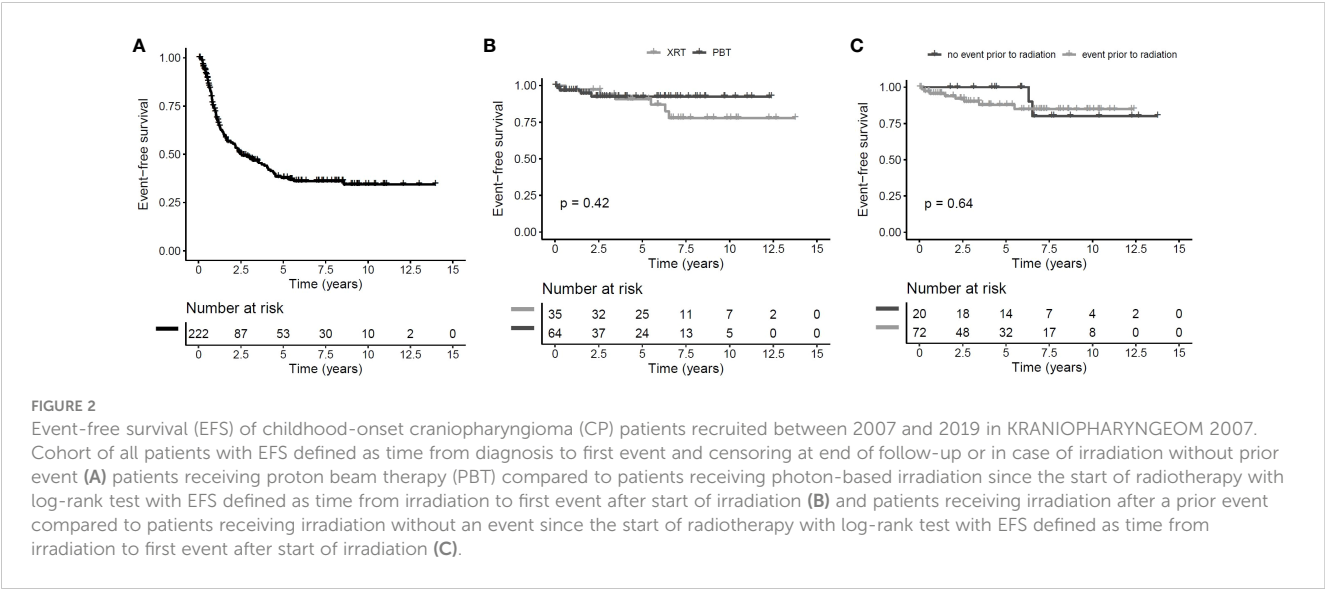 A
Event−free survival
1.00
0.75
0.50
0.25
0.00
0 2.5 5 7.5 10 12.5 15
Time (years)
Number at risk
222 87 53 30 10 2 0
0 2.5 5 7.5 10 12.5 15
Time (years)
B
XRT PBT
Event−free survival
1.00
0.75
0.50
0.25
0.00
p = 0.42
0 2.5 5 7.5 10 12.5 15
Time (years)
Number at risk
35 32 25 11 7 2 0
64 37 24 13 5 0 0
0 2.5 5 7.5 10 12.5 15
Time (years)
C
no event prior to radiation event prior to radiation
Event−free survival
1.00
0.75
0.50
0.25
0.00
p = 0.64
0 2.5 5 7.5 10 12.5 15
Time (years)
Number at risk
20 18 14 7 4 2 0
72 48 32 17 8 0 0
0 2.5 5 7.5 10 12.5 15
Time (years)
FIGURE 2
Event-free survival (EFS) of childhood-onset craniopharyngioma (CP) patients recruited between 2007 and 2019 in KRANIOPHARYNGEOM 2007.
Cohort of all patients with EFS defined as time from diagnosis to first event and censoring at end of follow-up or in case of irradiation without prior
event (A) patients receiving proton beam therapy (PBT) compared to patients receiving photon-based irradiation since the start of radiotherapy with
log-rank test with EFS defined as time from irradiation to first event after start of irradiation (B) and patients receiving irradiation after a prior event
compared to patients receiving irradiation without an event since the start of radiotherapy with log-rank test with EFS defined as time from
irradiation to first event after start of irradiation (C).